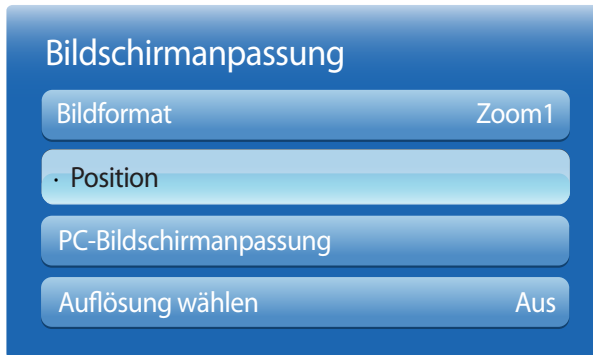 Bildschirmanpassung
Bildformat Zoom1
· Position
PC-Bildschirmanpassung
Auflösung wählen Aus